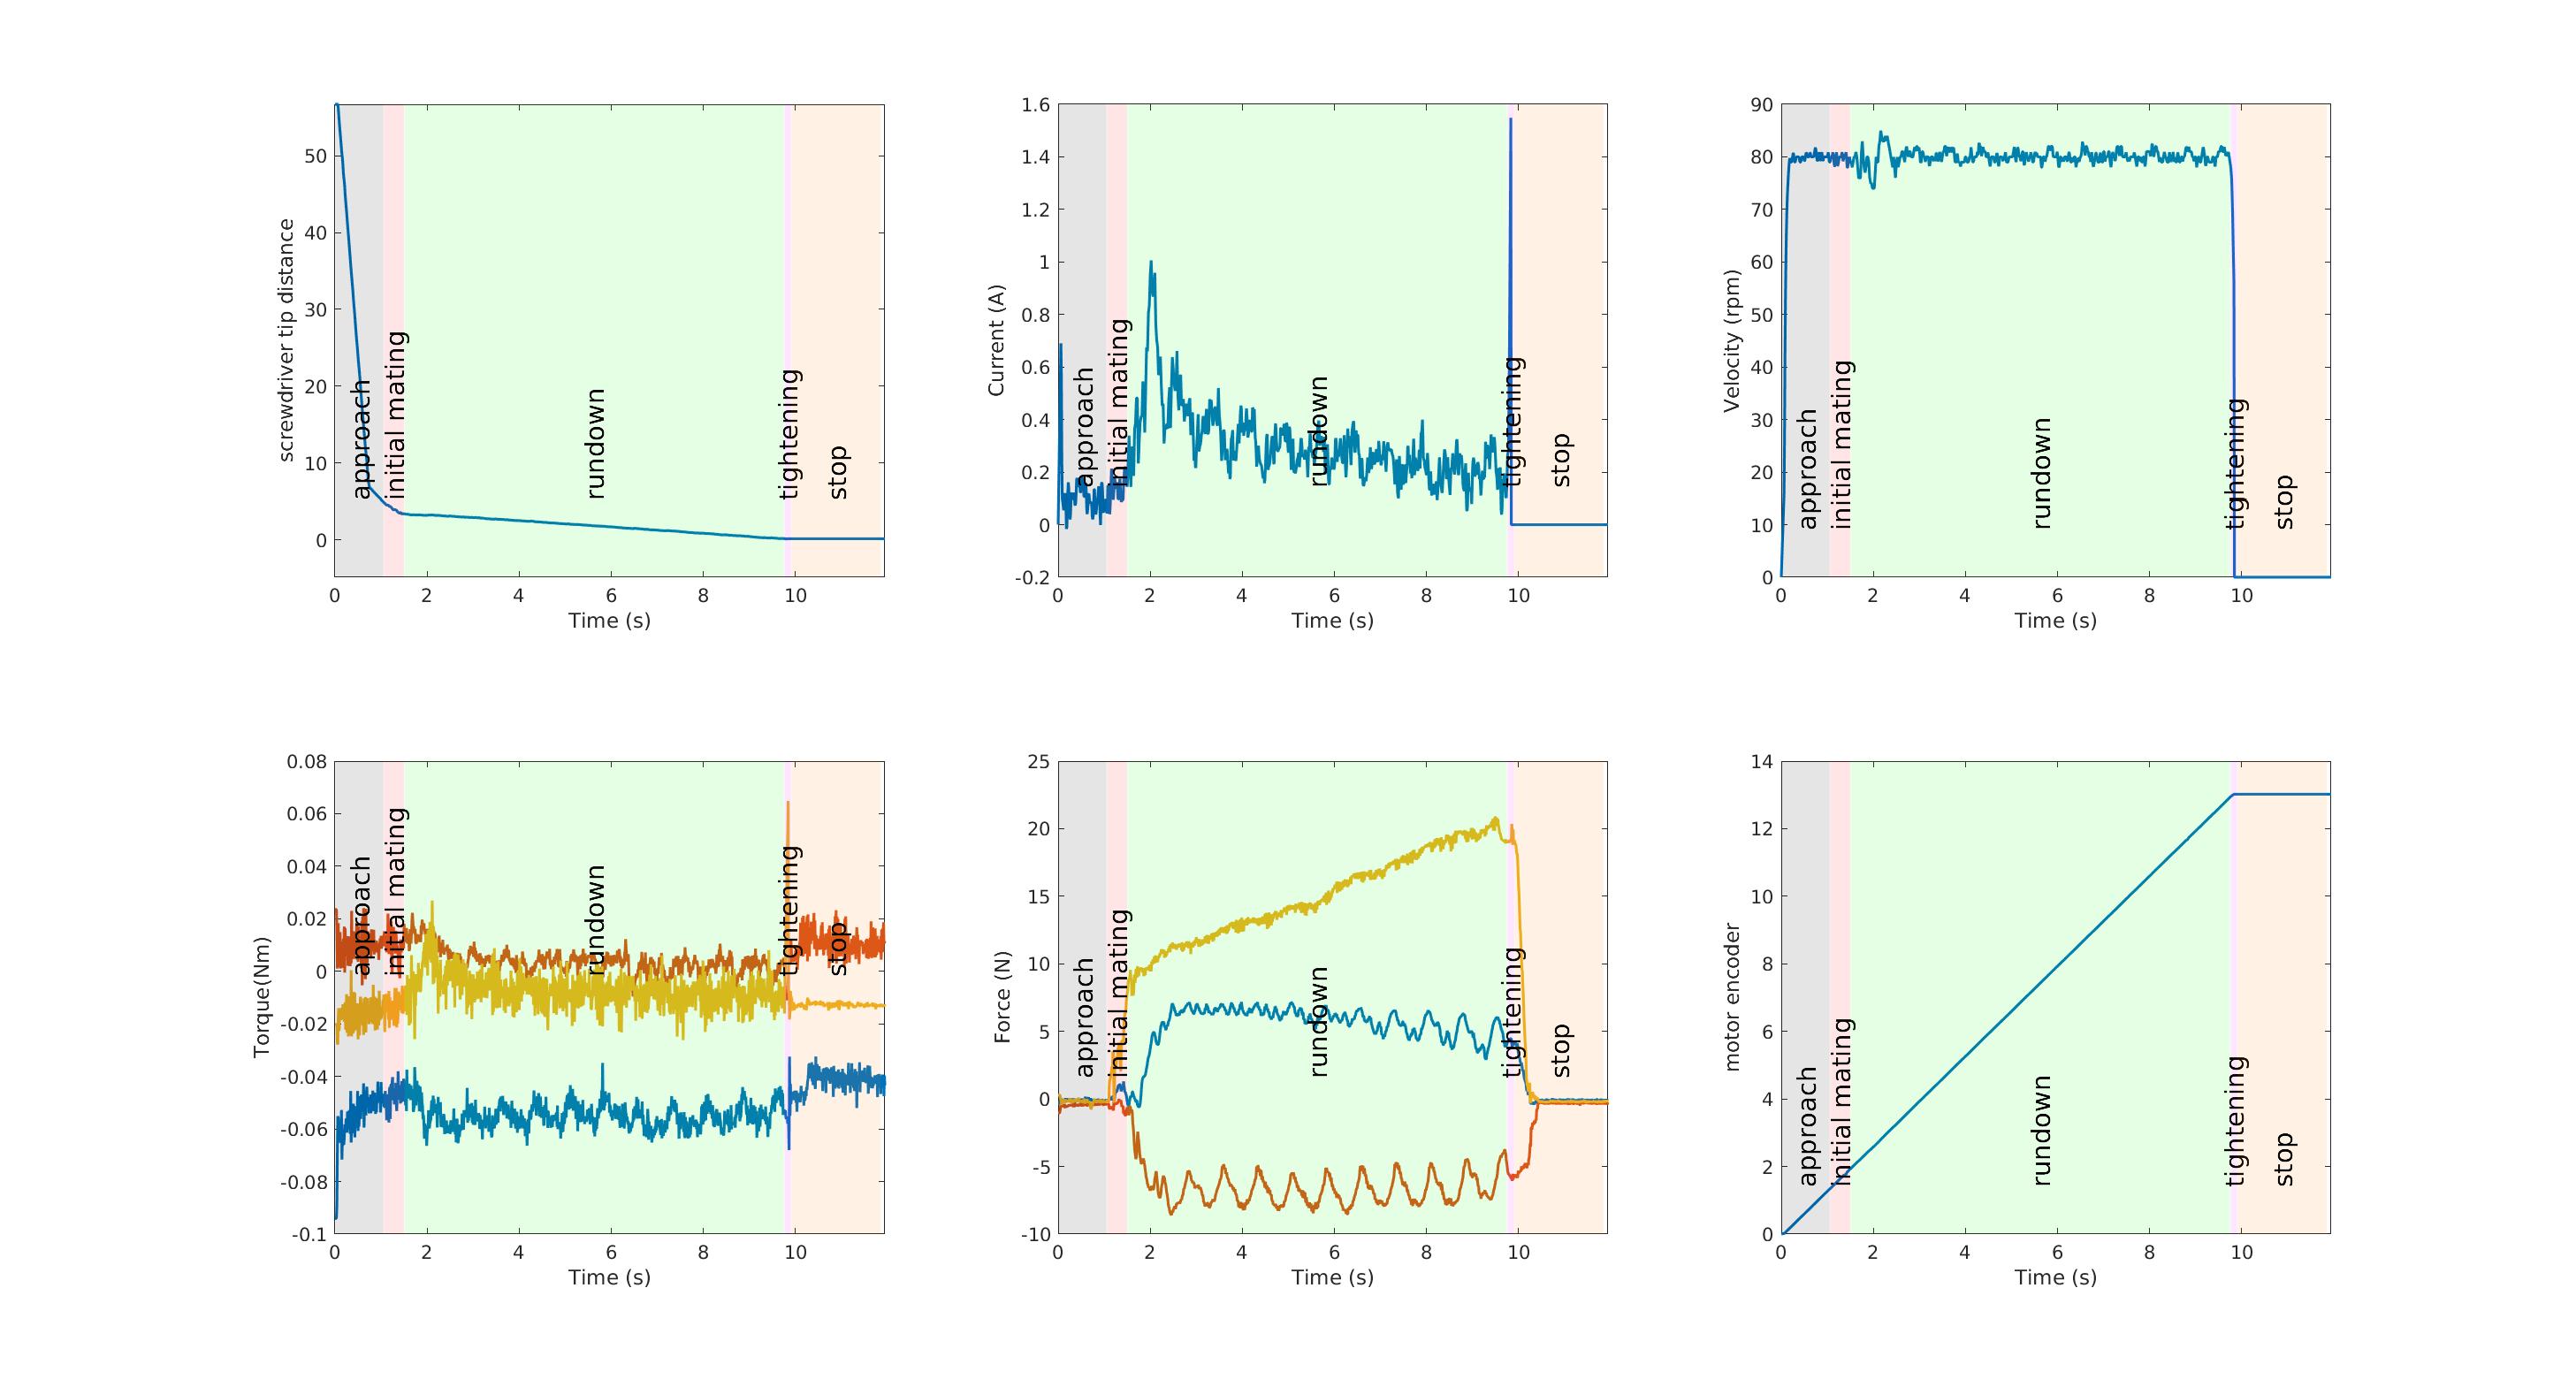 screwdriver tip distance
50
40
30
20
10
0
approach
initial mating
rundown
tightening
stop
0 2 4 6 8 10
Time (s)
Current (A)
1.6
1.4
1.2
1
0.8
0.6
0.4
0.2
0
-0.2
approach
initial mating
rundown
tightening
stop
0 2 4 6 8 10
Time (s)
Velocity (rpm)
90
80
70
60
50
40
30
20
10
0
approach
initial mating
rundown
tightening
stop
0 2 4 6 8 10
Time (s)
Torque(Nm)
0.08
0.06
0.04
0.02
0
-0.02
-0.04
-0.06
-0.08
-0.1
approach
initial mating
rundown
tightening
stop
0 2 4 6 8 10
Time (s)
Force (N)
25
20
15
10
5
0
-5
-10
approach
initial mating
rundown
tightening
stop
0 2 4 6 8 10
Time (s)
motor encoder
14
12
10
8
6
4
2
0
approach
initial mating
rundown
tightening
stop
0 2 4 6 8 10
Time (s)